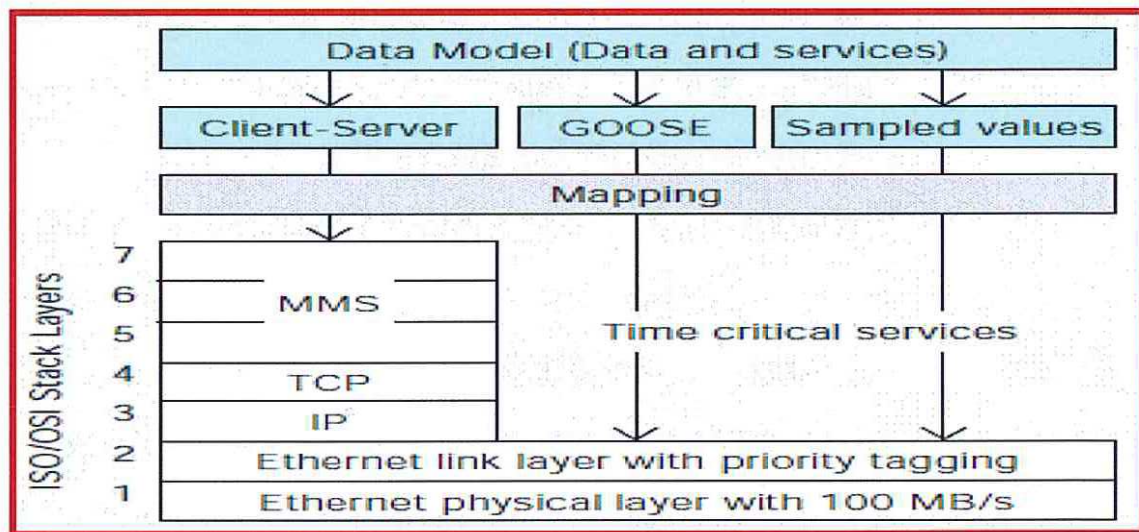 Data Model (Data and services)
Client-Server
GOOSE
Sampled values
Mapping
ISO/OSI Stack Layers
7
6
MMS
5
Time critical services
4
TCP
3
IP
2
Ethernet link layer with priority tagging
1
Ethernet physical layer with 100 MB/s